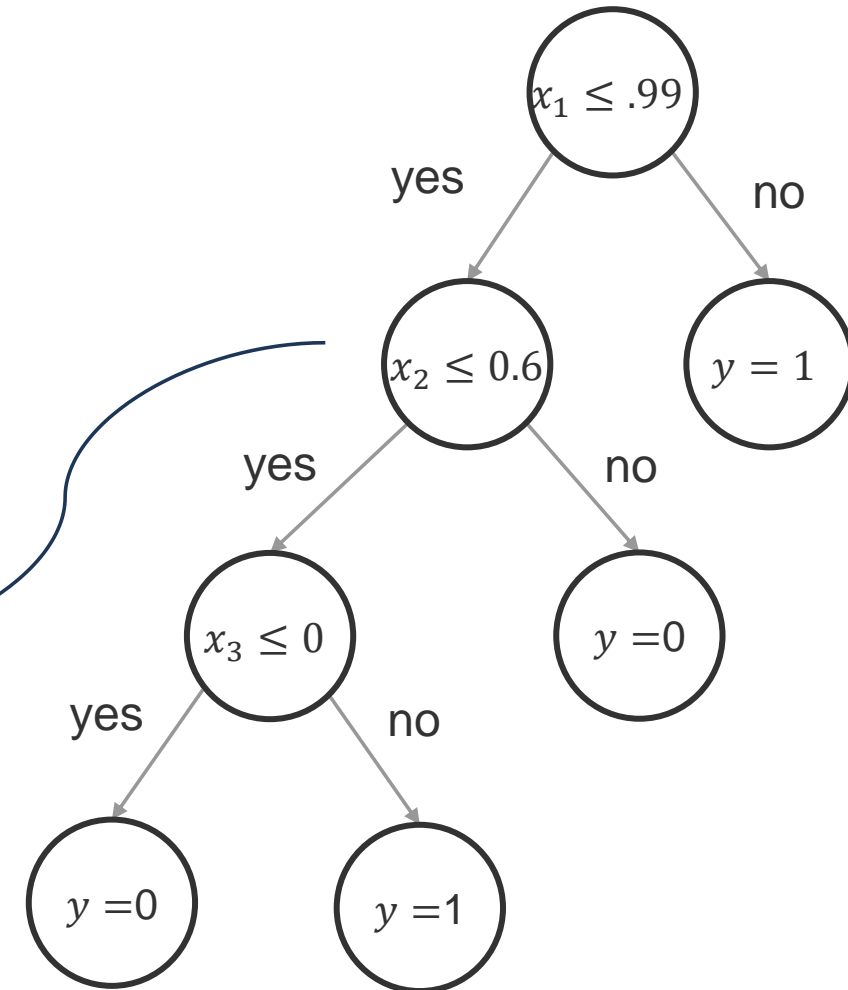 x₁ ≤ .99
yes
no
x₂ ≤ 0.6
y = 1
yes
no
x₃ ≤ 0
y =0
yes
no
y =0
y =1